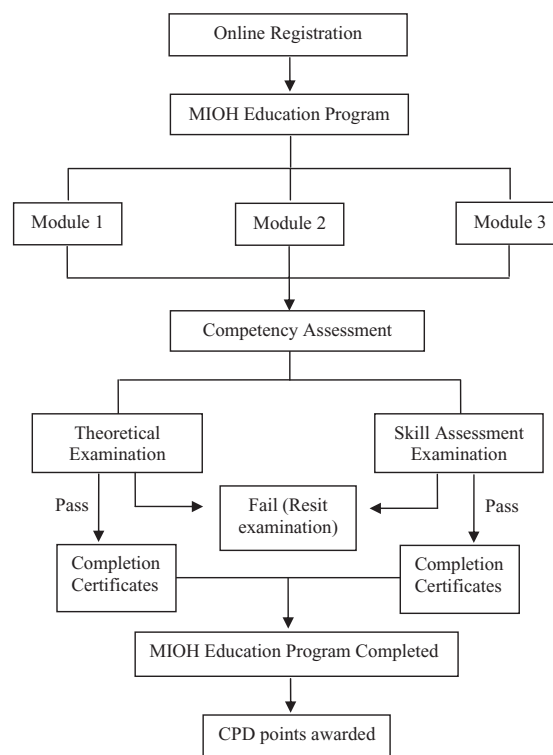 Online Registration
MIOH Education Program
Module 1
Module 2
Module 3
Competency Assessment
Theoretical
Examination
Skill Assessment
Examination
Pass
Fail (Resit
examination)
Pass
Completion
Certificates
Completion
Certificates
MIOH Education Program Completed
CPD points awarded